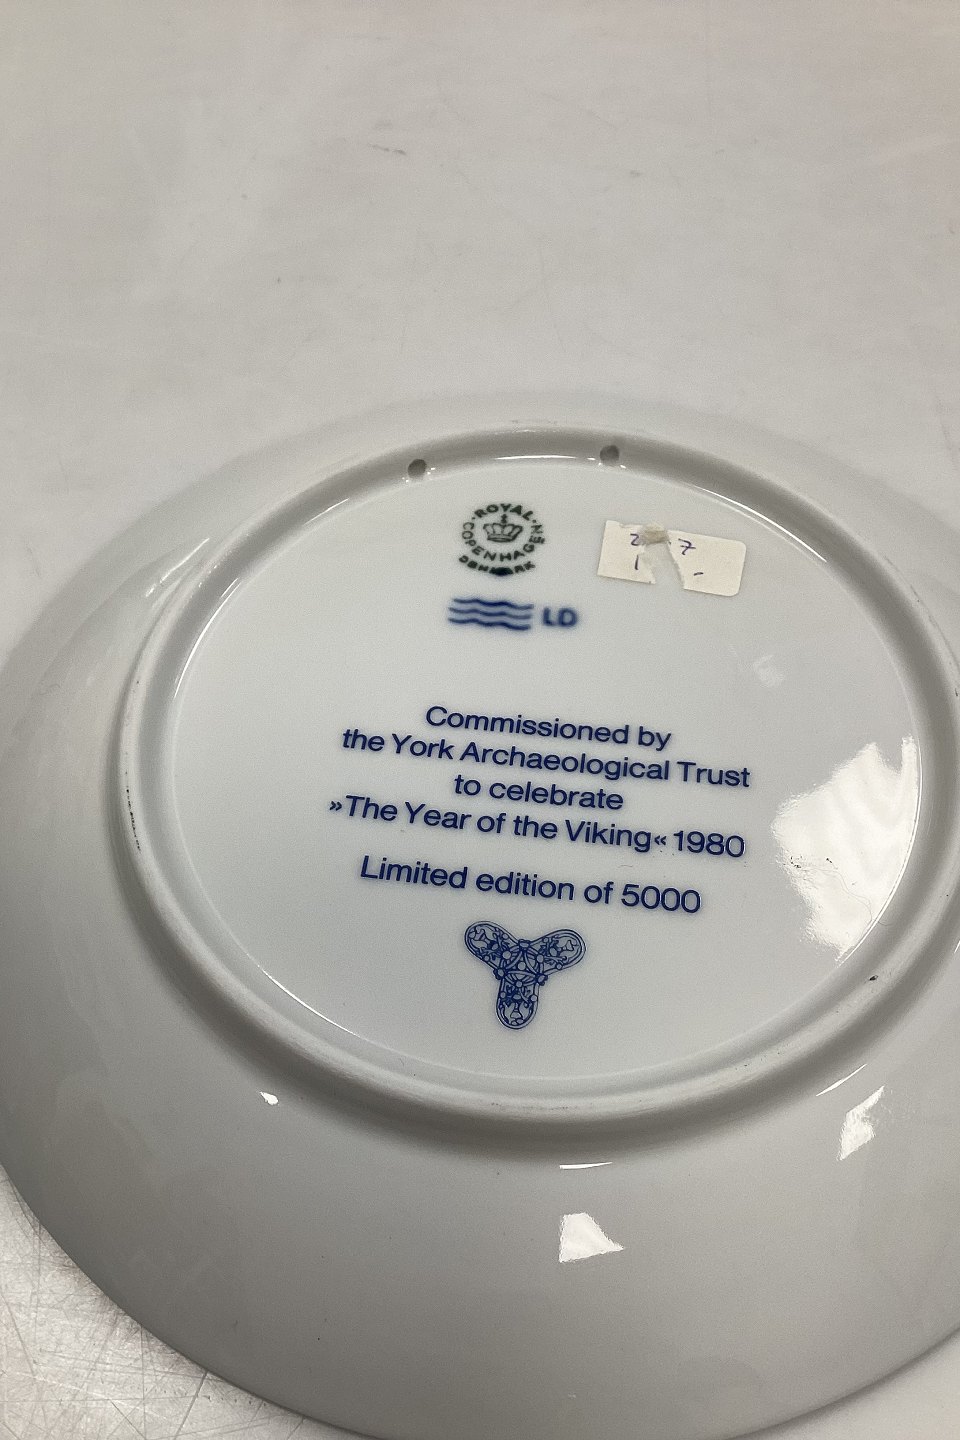 ROYAL
COPENHAGEN
DENMARK
LD
Commissioned by
the York Archaeological Trust
to celebrate
»The Year of the Viking« 1980
Limited edition of 5000